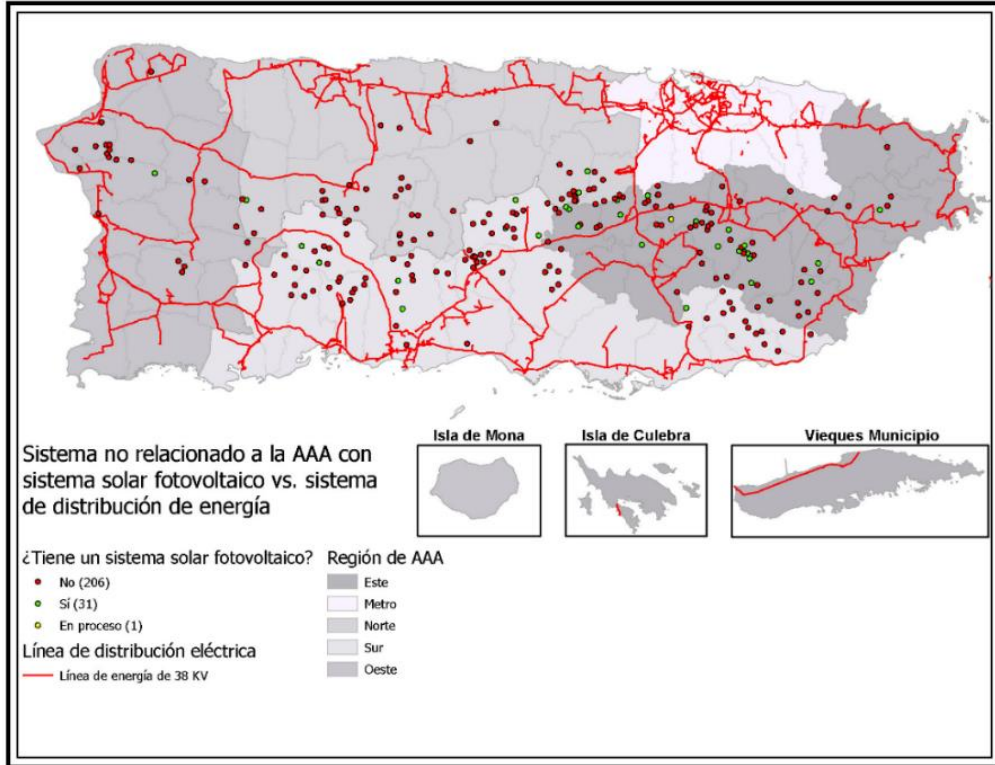 Isla de Mona
Isla de Culebra
Vieques Municipio
Sistema no relacionado a la AAA con
sistema solar fotovoltaico vs. sistema
de distribución de energía
¿Tiene un sistema solar fotovoltaico?
No (206)
Sí (31)
En proceso (1)
Línea de distribución eléctrica
Línea de energía de 38 KV
Región de AAA
Este
Metro
Norte
Sur
Oeste